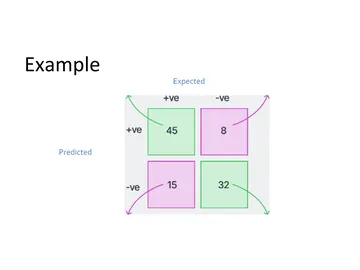 Example
Expected
+ve -ve
+ve 45 8
Predicted
-ve 15 32